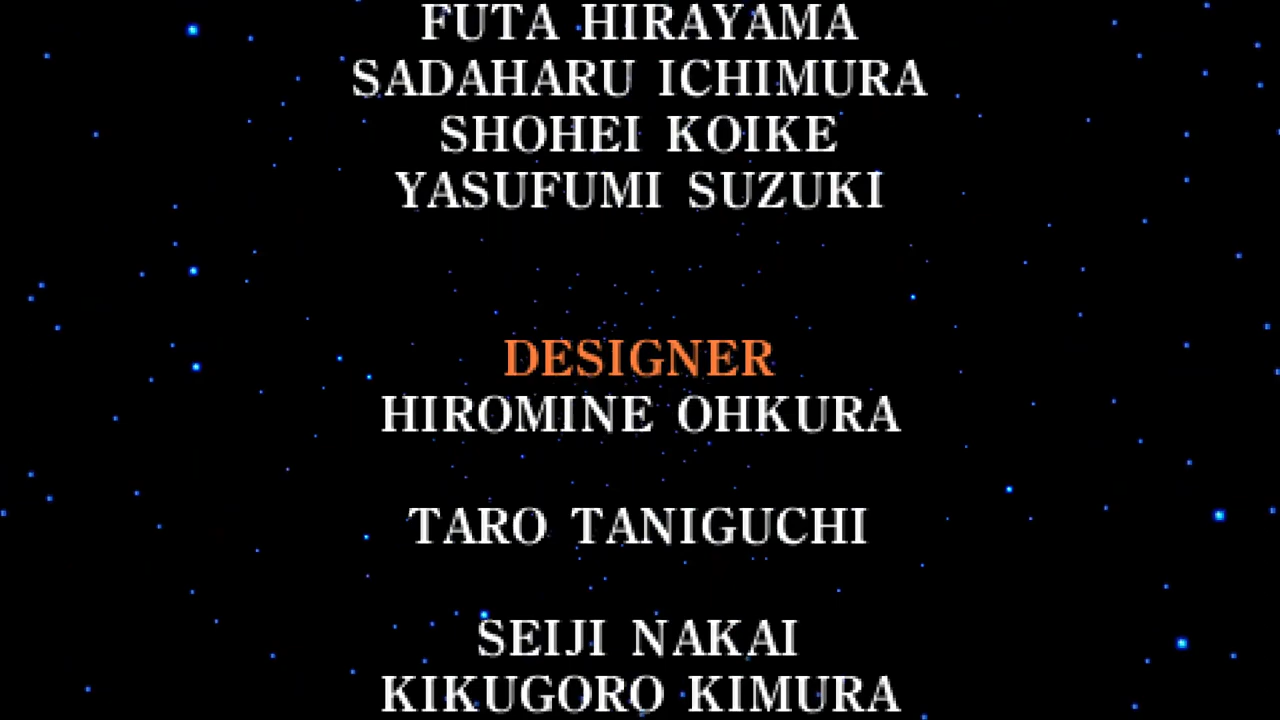 FUTA HIRAYAMA
SADAHARU ICHIMURA
SHOHEI KOIKE
YASUFUMI SUZUKI
DESIGNER
HIROMINE OHKURA
TARO TANIGUCHI
SEIJI NAKAI
KIKUGORO KIMURA